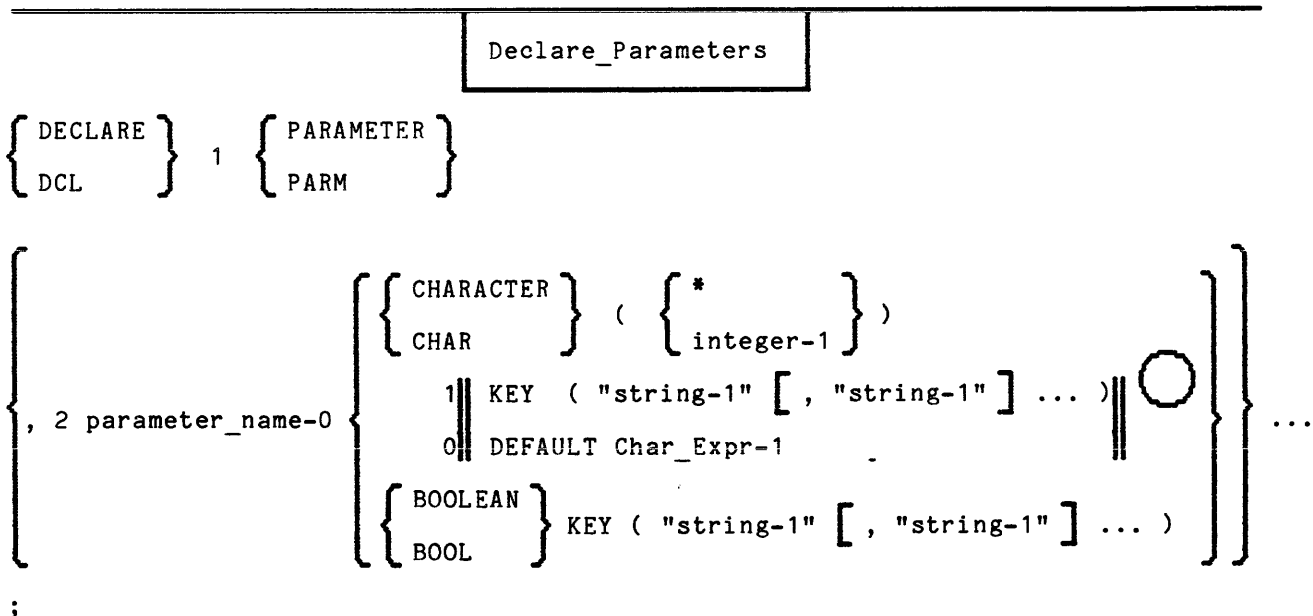 Declare_Parameters
{ DECLARE } 1 { PARAMETER }
{ DCL } { PARM }
{ CHARACTER } ( { * } )
{ CHAR } { integer-1 }
1|| KEY ( "string-1" [ , "string-1" ] ... )||
, 2 parameter_name-0 ...
0|| DEFAULT Char_Expr-1 ||
{ BOOLEAN } KEY ( "string-1" [ , "string-1" ] ... )
{ BOOL }
;